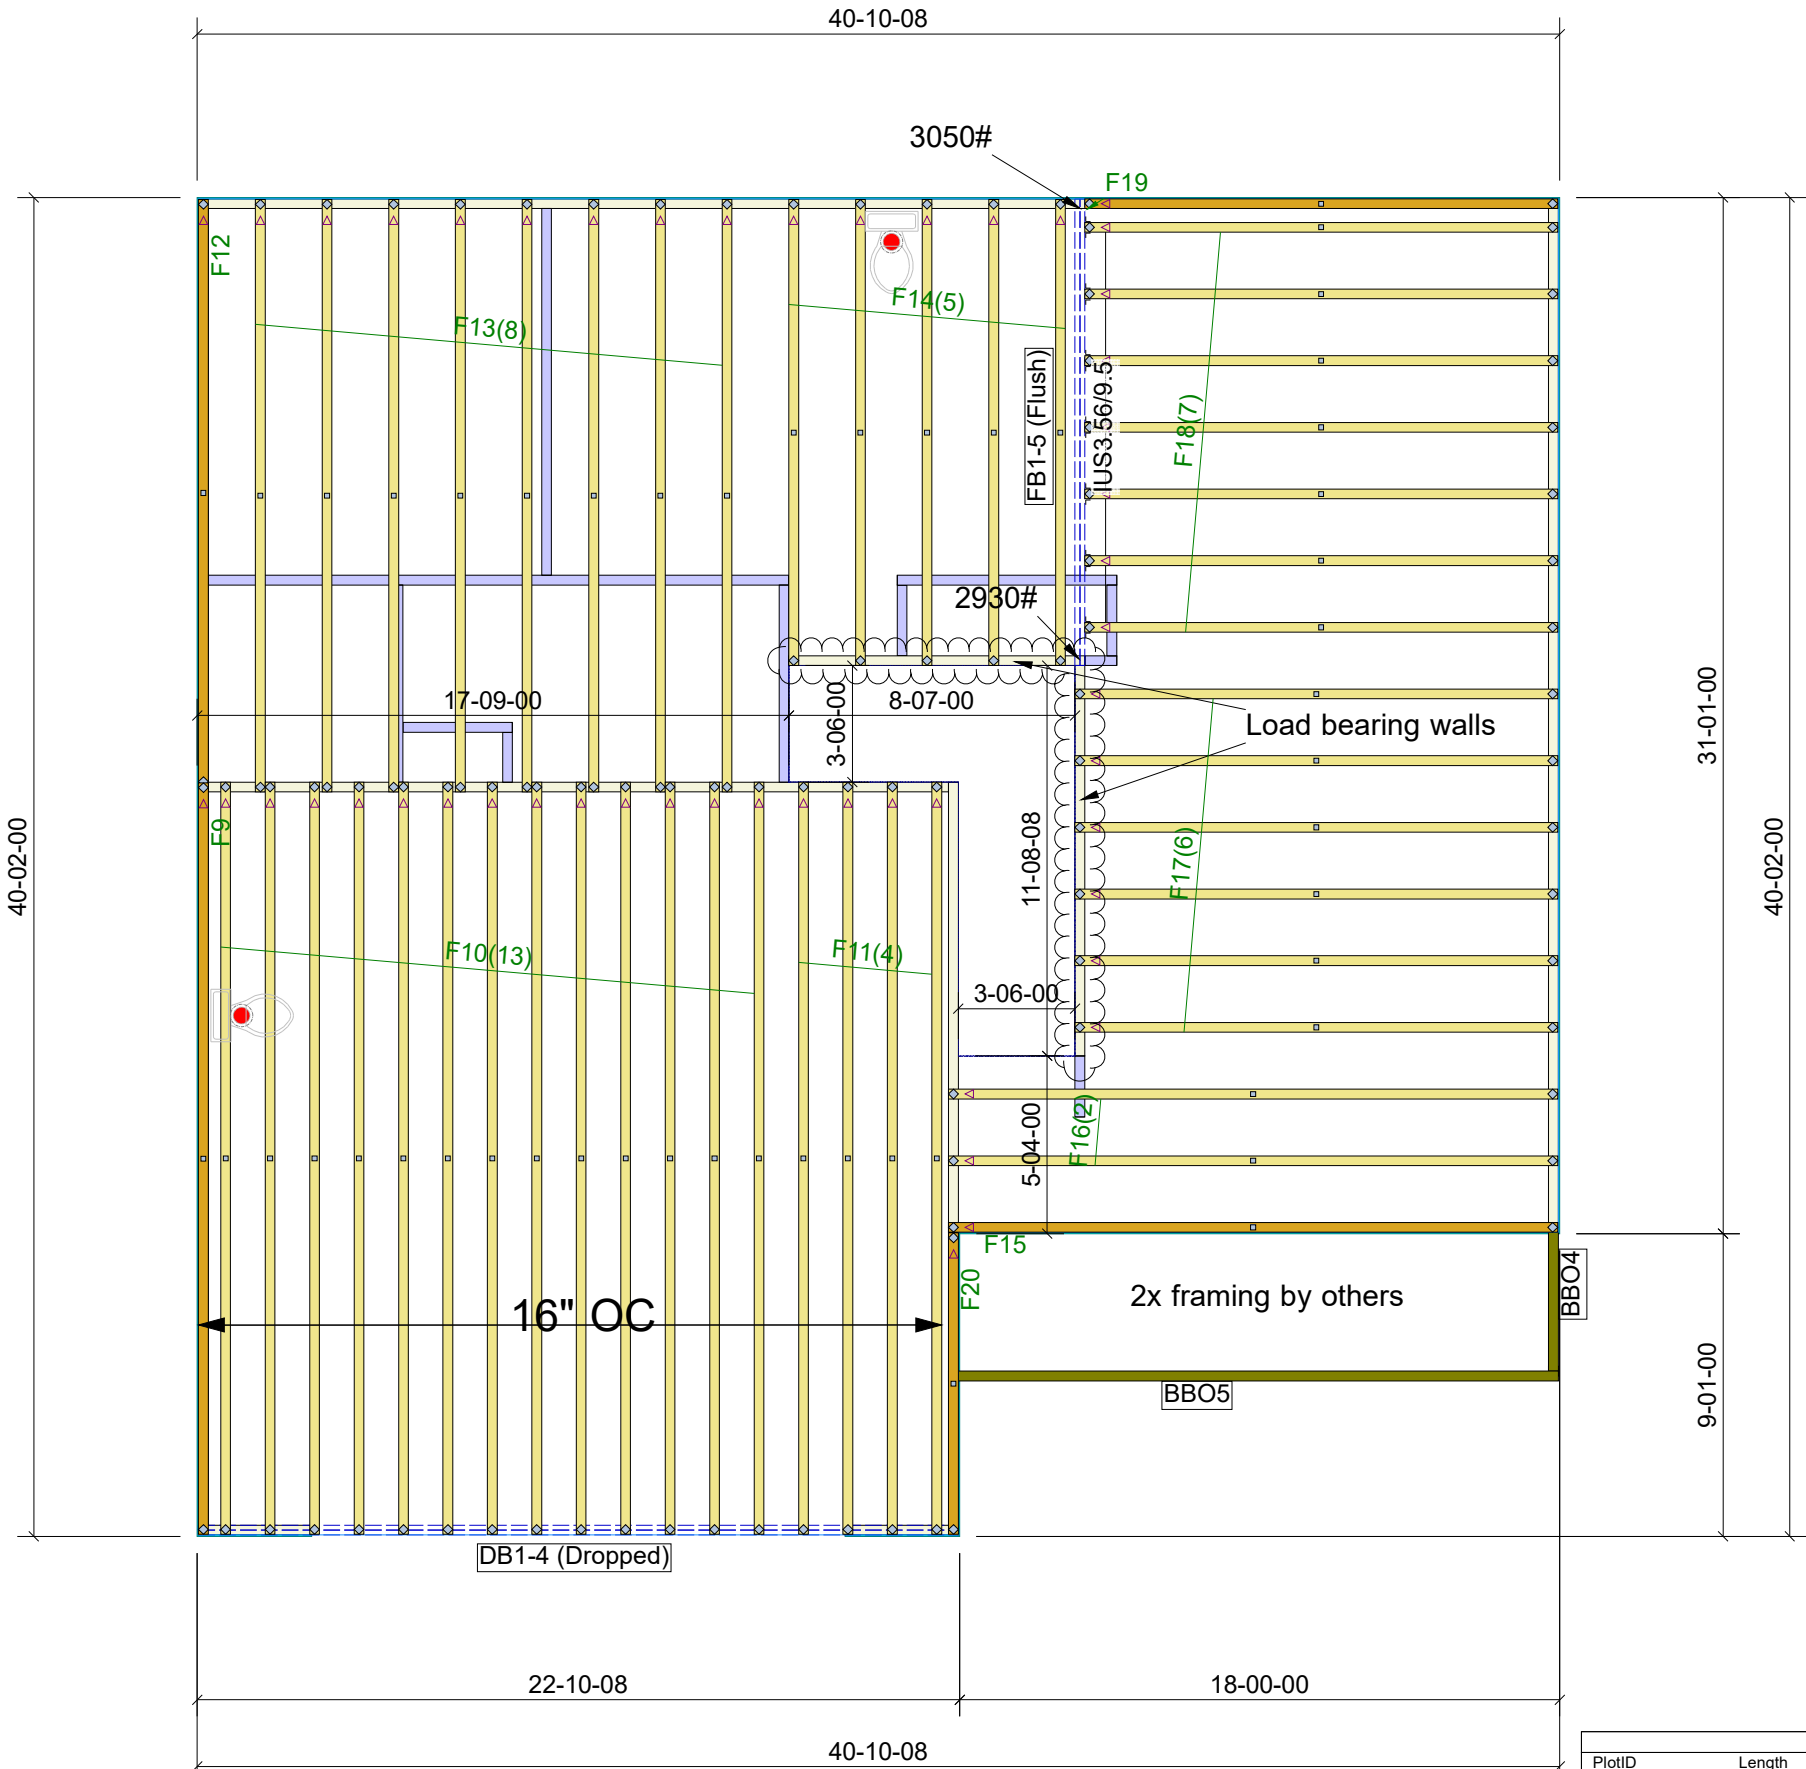 40-10-08
3050#
F19
F12
F14(5)
F13(8)
FB1-5 (Flush)
IUS3.56/9.5
F18(7)
2930#
17-09-00
3-06-00
8-07-00
Load bearing walls
31-01-00
40-02-00
F9
11-08-08
F17(6)
40-02-00
F10(13)
F11(4)
3-06-00
5-04-00
F16(2)
F15
F20
2x framing by others
BBO4
16" OC
BBO5
9-01-00
DB1-4 (Dropped)
22-10-08
18-00-00
40-10-08
PlotID Length